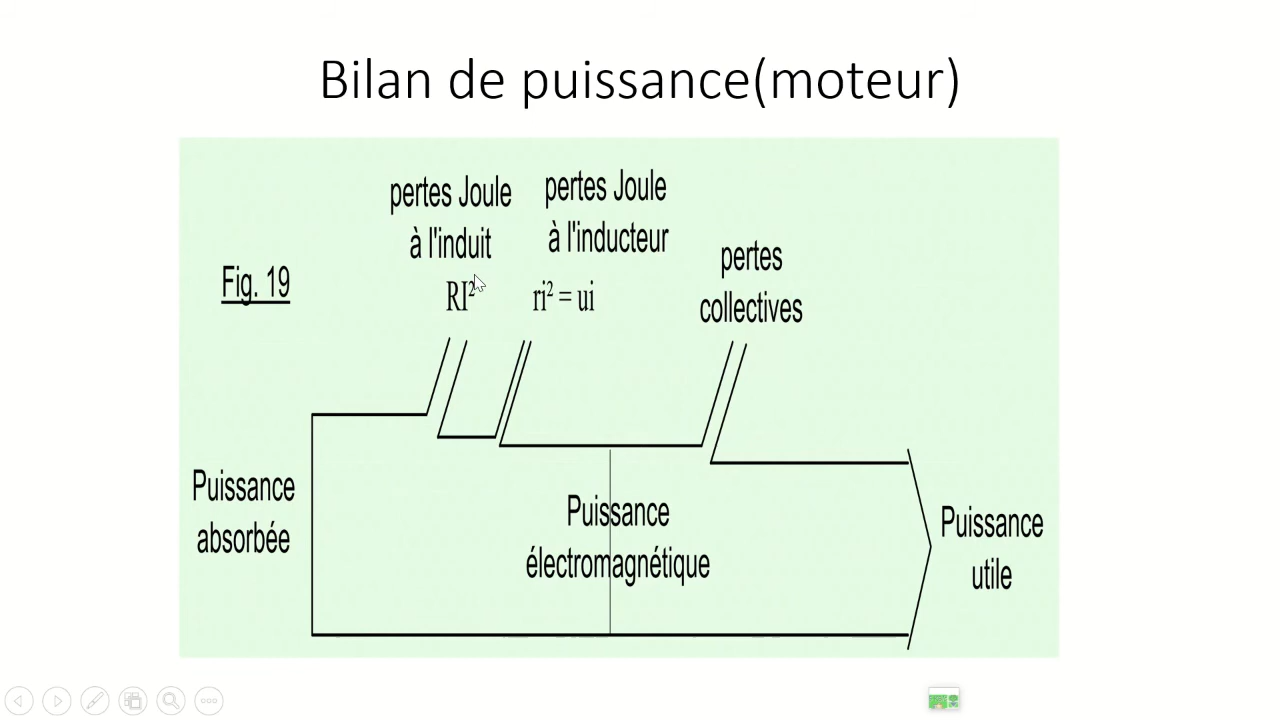 Bilan de puissance(moteur)
pertes Joule
à l'induit
RI²
pertes Joule
à l'inducteur
ri² = ui
pertes
collectives
Fig. 19
Puissance
absorbée
Puissance
électromagnétique
Puissance
utile